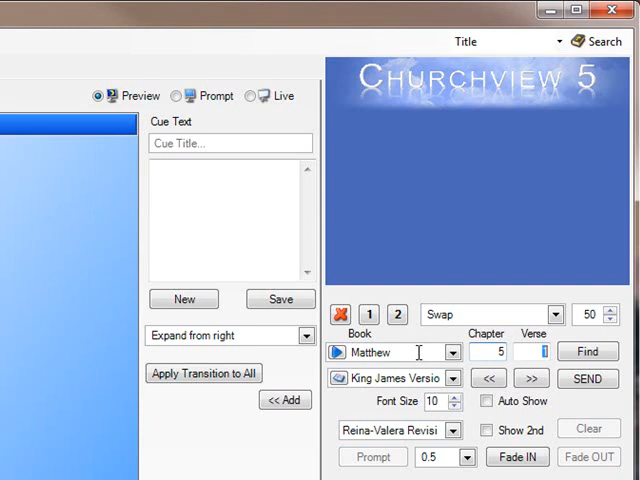 Title Search
CHURCHVIEW 5
Preview Prompt Live
Cue Text
Cue Title...
New Save
1 2 Swap 50
Book Chapter Verse
Expand from right
Matthew 5 1 Find
Apply Transition to All
King James Versio << >> SEND
<< Add
Font Size 10 Auto Show
Reina-Valera Revisi Show 2nd Clear
Prompt 0.5 Fade IN Fade OUT